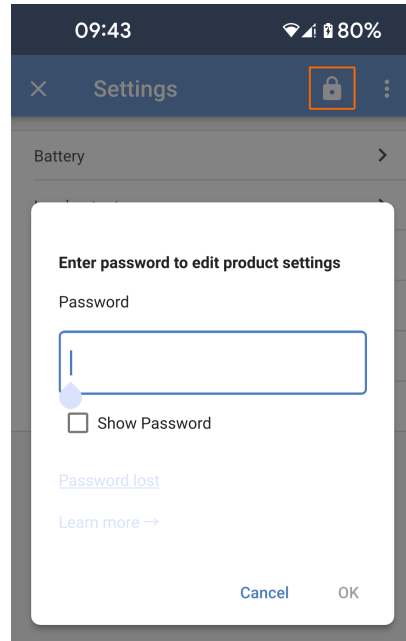 09:43
80%
Settings
Battery
Enter password to edit product settings
Password
Show Password
Password lost
Learn more →
Cancel
OK